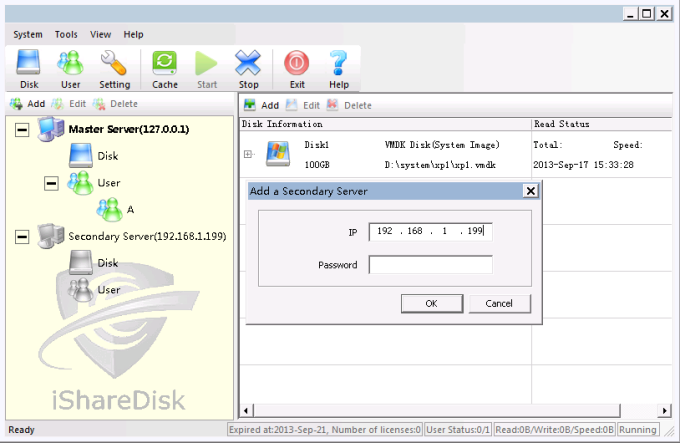 System Tools View Help
Disk User Setting Cache Start Stop Exit Help
Add Edit Delete
Master Server(127.0.0.1)
Disk
User
A
Secondary Server(192.168.1.199)
Disk
User
iShareDisk
Add Edit Delete
Disk Information Read Status
Disk1 VMDK Disk(System Image) Total: Speed:
100GB D:\system\xp1\xp1.vmdk 2013-Sep-17 15:33:28
Add a Secondary Server
IP 192 . 168 . 1 . 199
Password
OK Cancel
Ready Expired at:2013-Sep-21, Number of licenses:0 User Status:0/1 Read:0B/Write:0B/Speed:0B Running